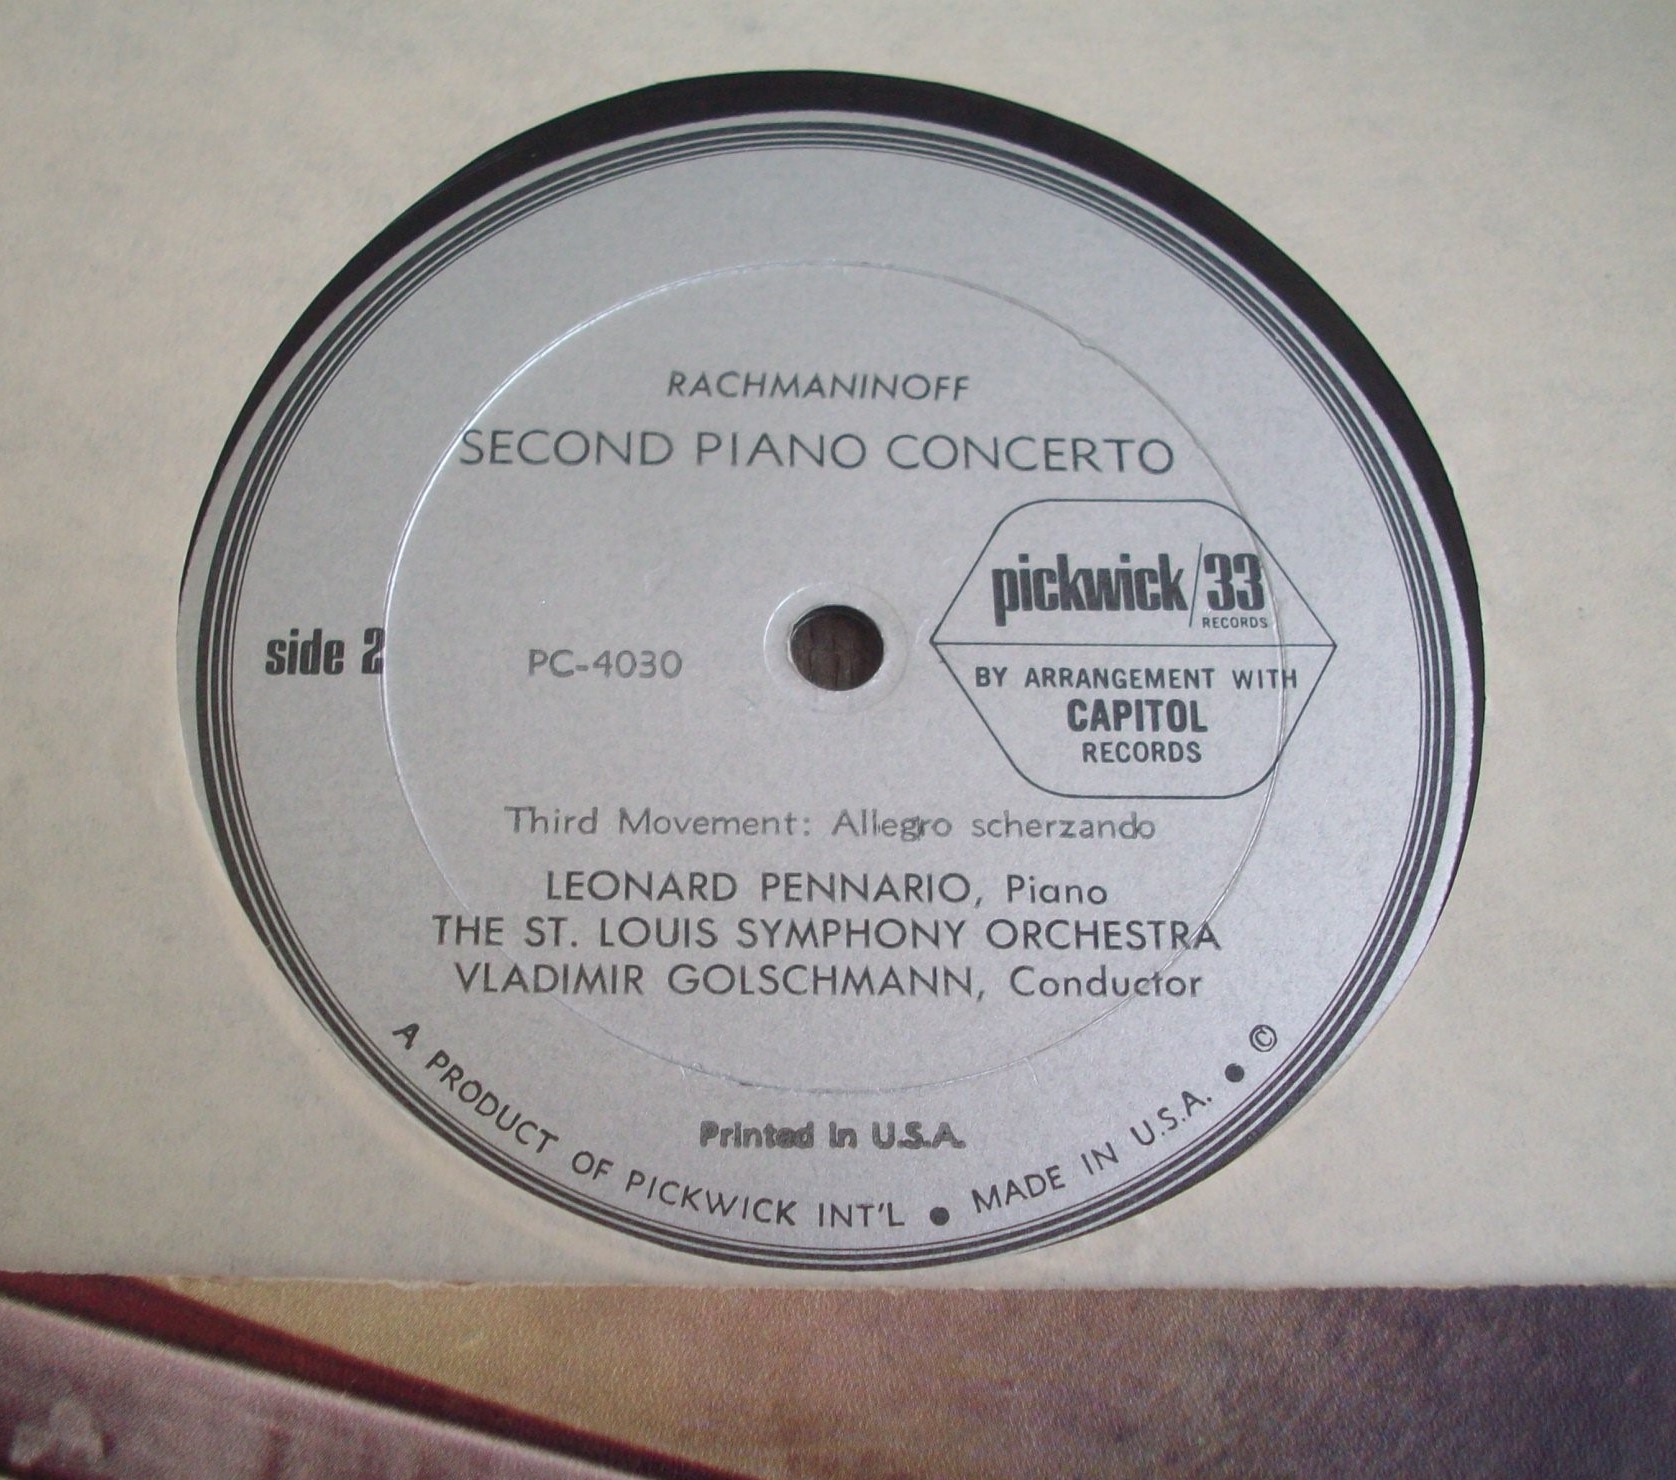 RACHMANINOFF
SECOND PIANO CONCERTO
pickwick/33
RECORDS
BY ARRANGEMENT WITH
CAPITOL
RECORDS
side 2
PC-4030
Third Movement: Allegro scherzando
LEONARD PENNARIO, Piano
THE ST. LOUIS SYMPHONY ORCHESTRA
VLADIMIR GOLSCHMANN, Conductor
Printed in U.S.A.
A PRODUCT OF PICKWICK INT'L ● MADE IN U.S.A. ● ©